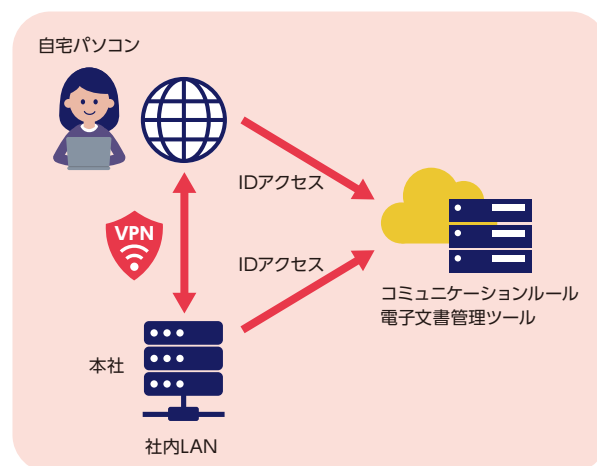 自宅パソコン
IDアクセス
VPN
IDアクセス
コミュニケーションルール
電子文書管理ツール
本社
社内LAN